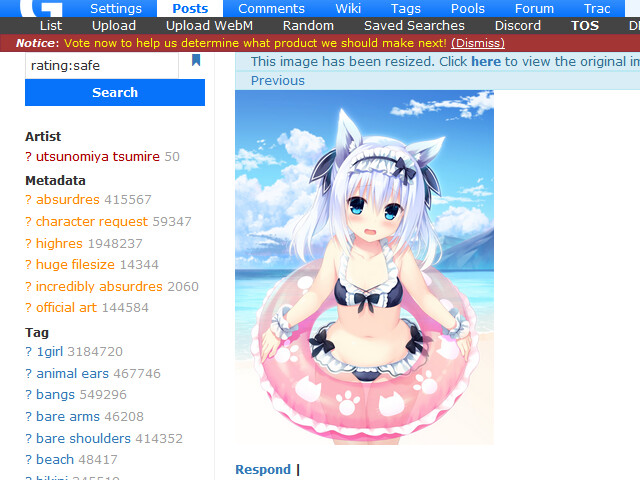 Settings Posts Comments Wiki Tags Pools Forum Trac
List Upload Upload WebM Random Saved Searches Discord TOS
Notice: Vote now to help us determine what product we should make next! (Dismiss)
rating:safe
This image has been resized. Click here to view the original
Previous
Search
Artist
? utsunomiya tsumire 50
Metadata
? absurdres 415567
? character request 59347
? highres 1948237
? huge filesize 14344
? incredibly absurdres 2060
? official art 144584
Tag
? 1girl 3184720
? animal ears 467746
? bangs 549296
? bare arms 46208
? bare shoulders 414352
? beach 48417
Respond |